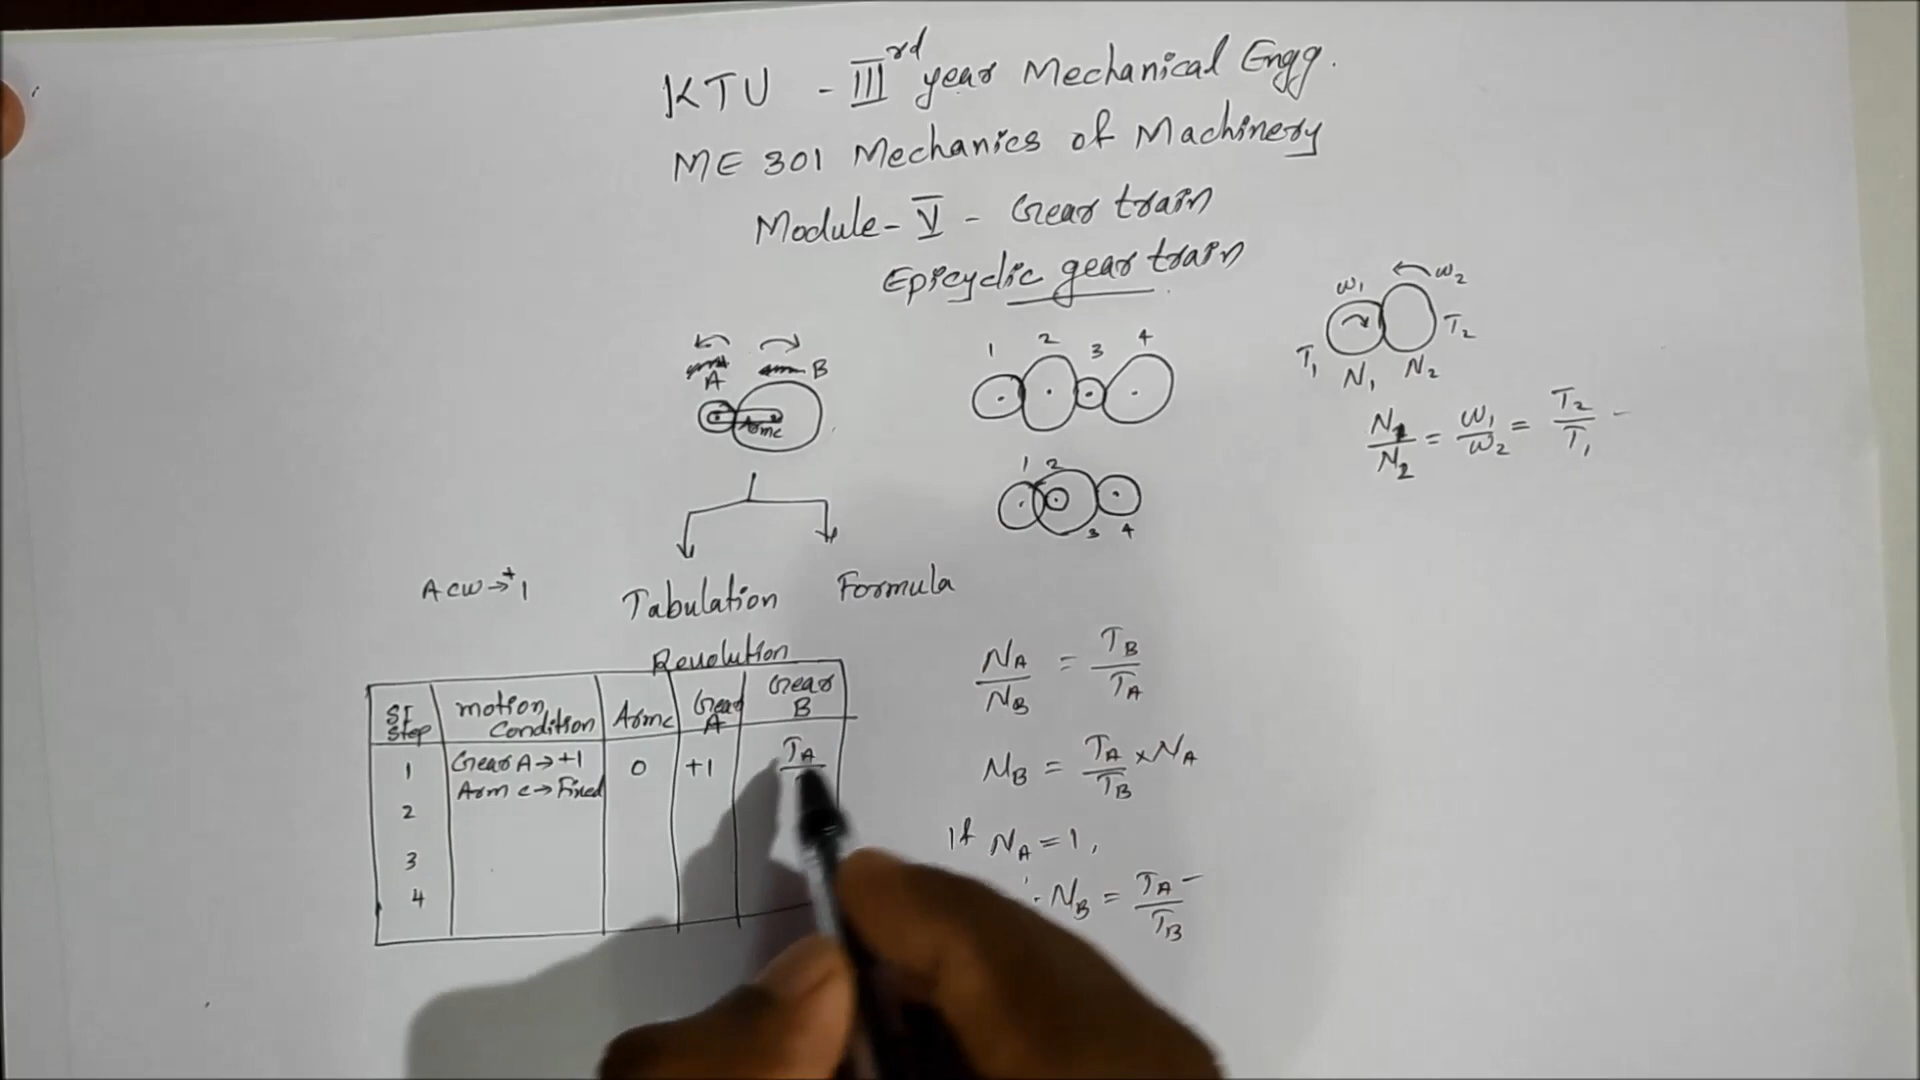 KTU - III rd year Mechanical Engg.
ME 301 Mechanics of Machinery
Module - V - Gear train
Epicyclic gear train
A B
Arm C
1 2 3 4
1 2 3 4
ω1 ω2
T1 T2
N1 N2
N1/N2 = ω1/ω2 = T2/T1
ACW → +1
Tabulation Formula
Revolution
Step Motion Condition Arm C Gear A Gear B
1 Gear A → +1 0 +1 TA
Arm C → Fixed
2
3
4
NA/NB = TB/TA
NB = TA/TB × NA
If NA = 1,
NB = TA/TB